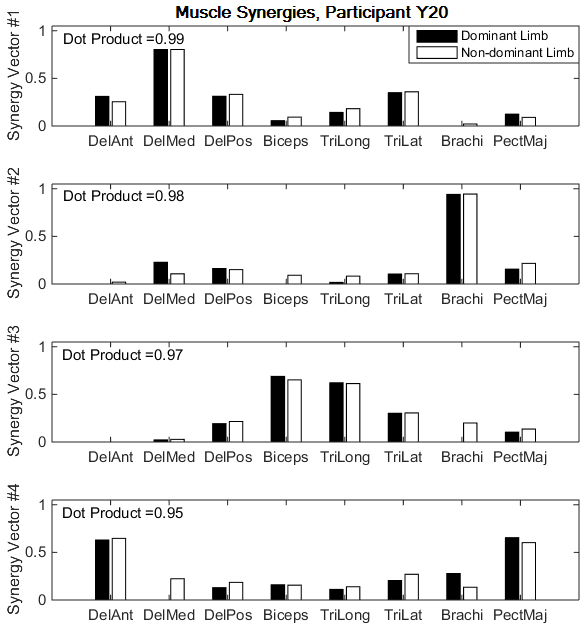 Muscle Synergies, Participant Y20
Synergy Vector #1
1
0.5
0
Dot Product =0.99
Dominant Limb
Non-dominant Limb
DelAnt DelMed DelPos Biceps TriLong TriLat Brachi PectMaj
Synergy Vector #2
1
0.5
0
Dot Product =0.98
DelAnt DelMed DelPos Biceps TriLong TriLat Brachi PectMaj
Synergy Vector #3
1
0.5
0
Dot Product =0.97
DelAnt DelMed DelPos Biceps TriLong TriLat Brachi PectMaj
Synergy Vector #4
1
0.5
0
Dot Product =0.95
DelAnt DelMed DelPos Biceps TriLong TriLat Brachi PectMaj